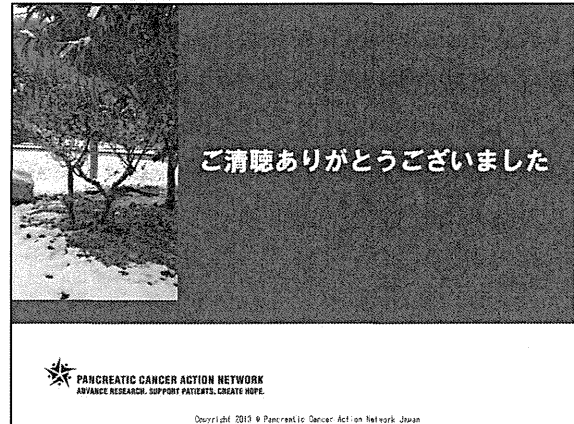 ご清聴ありがとうございました
PANCREATIC CANCER ACTION NETWORK
ADVANCE RESEARCH. SUPPORT PATIENTS. CREATE HOPE.
Copyright 2013 © Pancreatic Cancer Action Network Japan